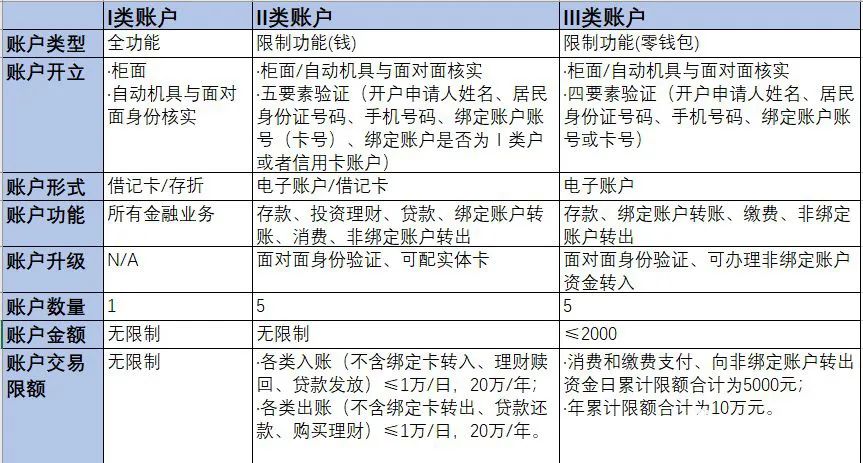 I类账户 II类账户 III类账户
账户类型 全功能 限制功能(钱) 限制功能(零钱包)
账户开立 ·柜面 ·柜面/自动机具与面对面核实 ·柜面/自动机具与面对面核实
·自动机具与面对 ·五要素验证（开户申请人姓名、居民 ·四要素验证（开户申请人姓名、居民
面身份核实 身份证号码、手机号码、绑定账户账 身份证号码、手机号码、绑定账户账
号（卡号）、绑定账户是否为Ⅰ类户 号或卡号）
或者信用卡账户）
账户形式 借记卡/存折 电子账户/借记卡 电子账户
账户功能 所有金融业务 存款、投资理财、贷款、绑定账户转 存款、绑定账户转账、缴费、非绑定
账、消费、非绑定账户转出 账户转出
账户升级 N/A 面对面身份验证、可配实体卡 面对面身份验证、可办理非绑定账户
资金转入
账户数量 1 5 5
账户金额 无限制 无限制 ≤2000
账户交易 无限制 ·各类入账（不含绑定卡转入、理财赎 ·消费和缴费支付、向非绑定账户转出
限额 回、贷款发放）≤1万/日，20万/年； 资金日累计限额合计为5000元；
·各类出账（不含绑定卡转出、贷款还 ·年累计限额合计为10万元。
款、购买理财）≤1万/日，20万/年。